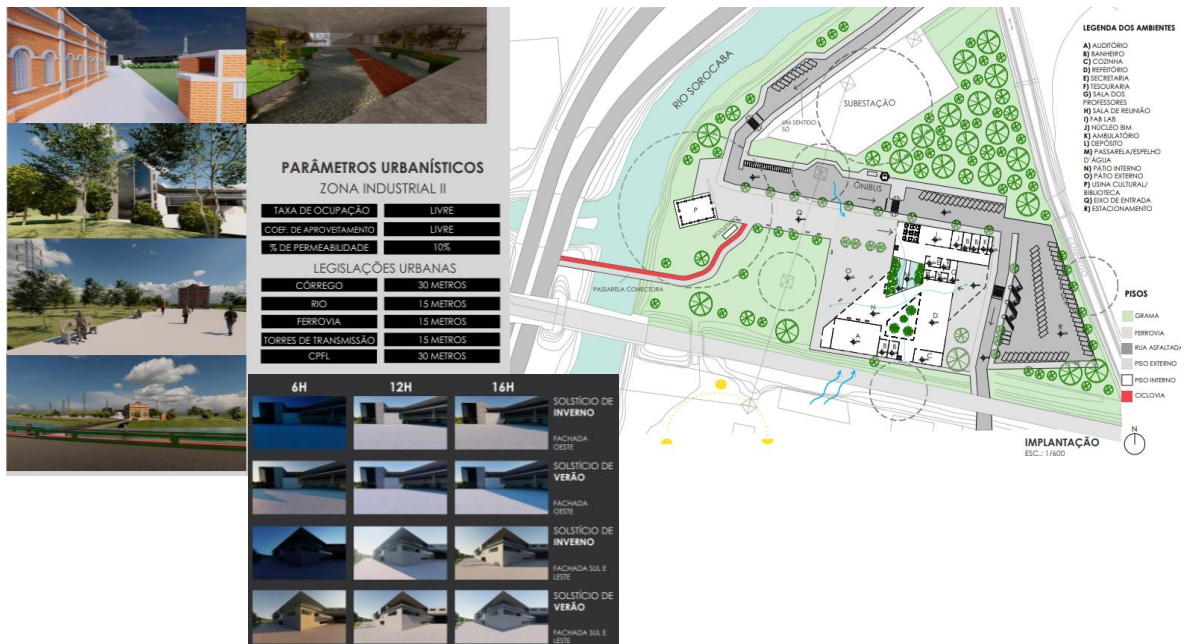 PARÂMETROS URBANÍSTICOS
ZONA INDUSTRIAL II
TAXA DE OCUPAÇÃO LIVRE
COEF. DE APROVEITAMENTO LIVRE
% DE PERMEABILIDADE 10%
LEGISLAÇÕES URBANAS
CÓRREGO 30 METROS
RIO 15 METROS
FERROVIA 15 METROS
TORRES DE TRANSMISSÃO 15 METROS
CPFL 30 METROS
6H 12H 16H
SOLSTÍCIO DE
INVERNO
FACHADA
OESTE
SOLSTÍCIO DE
VERÃO
FACHADA
OESTE
SOLSTÍCIO DE
INVERNO
FACHADA SUL E
LESTE
SOLSTÍCIO DE
VERÃO
FACHADA SUL E
LESTE
RIO SOROCABA
SUBESTAÇÃO
UM SENTIDO
SÓ
ÔNIBUS
P
Q
PASSARELA CONECTORA
O
N
D
A
B
B
C
R
LEGENDA DOS AMBIENTES
A) AUDITÓRIO
B) BANHEIRO
C) COZINHA
D) REFEITÓRIO
E) SECRETARIA
F) TESOURARIA
G) SALA DOS
PROFESSORES
H) SALA DE REUNIÃO
I) FAB LAB
J) NÚCLEO BIM
K) AMBULATÓRIO
L) DEPÓSITO
M) PASSARELA/ESPELHO
D'ÁGUA
N) PÁTIO INTERNO
O) PÁTIO EXTERNO
P) USINA CULTURAL/
BIBLIOTECA
Q) EIXO DE ENTRADA
R) ESTACIONAMENTO
PISOS
GRAMA
FERROVIA
RUA ASFALTADA
PISO EXTERNO
PISO INTERNO
CICLOVIA
IMPLANTAÇÃO
ESC.: 1/600
N